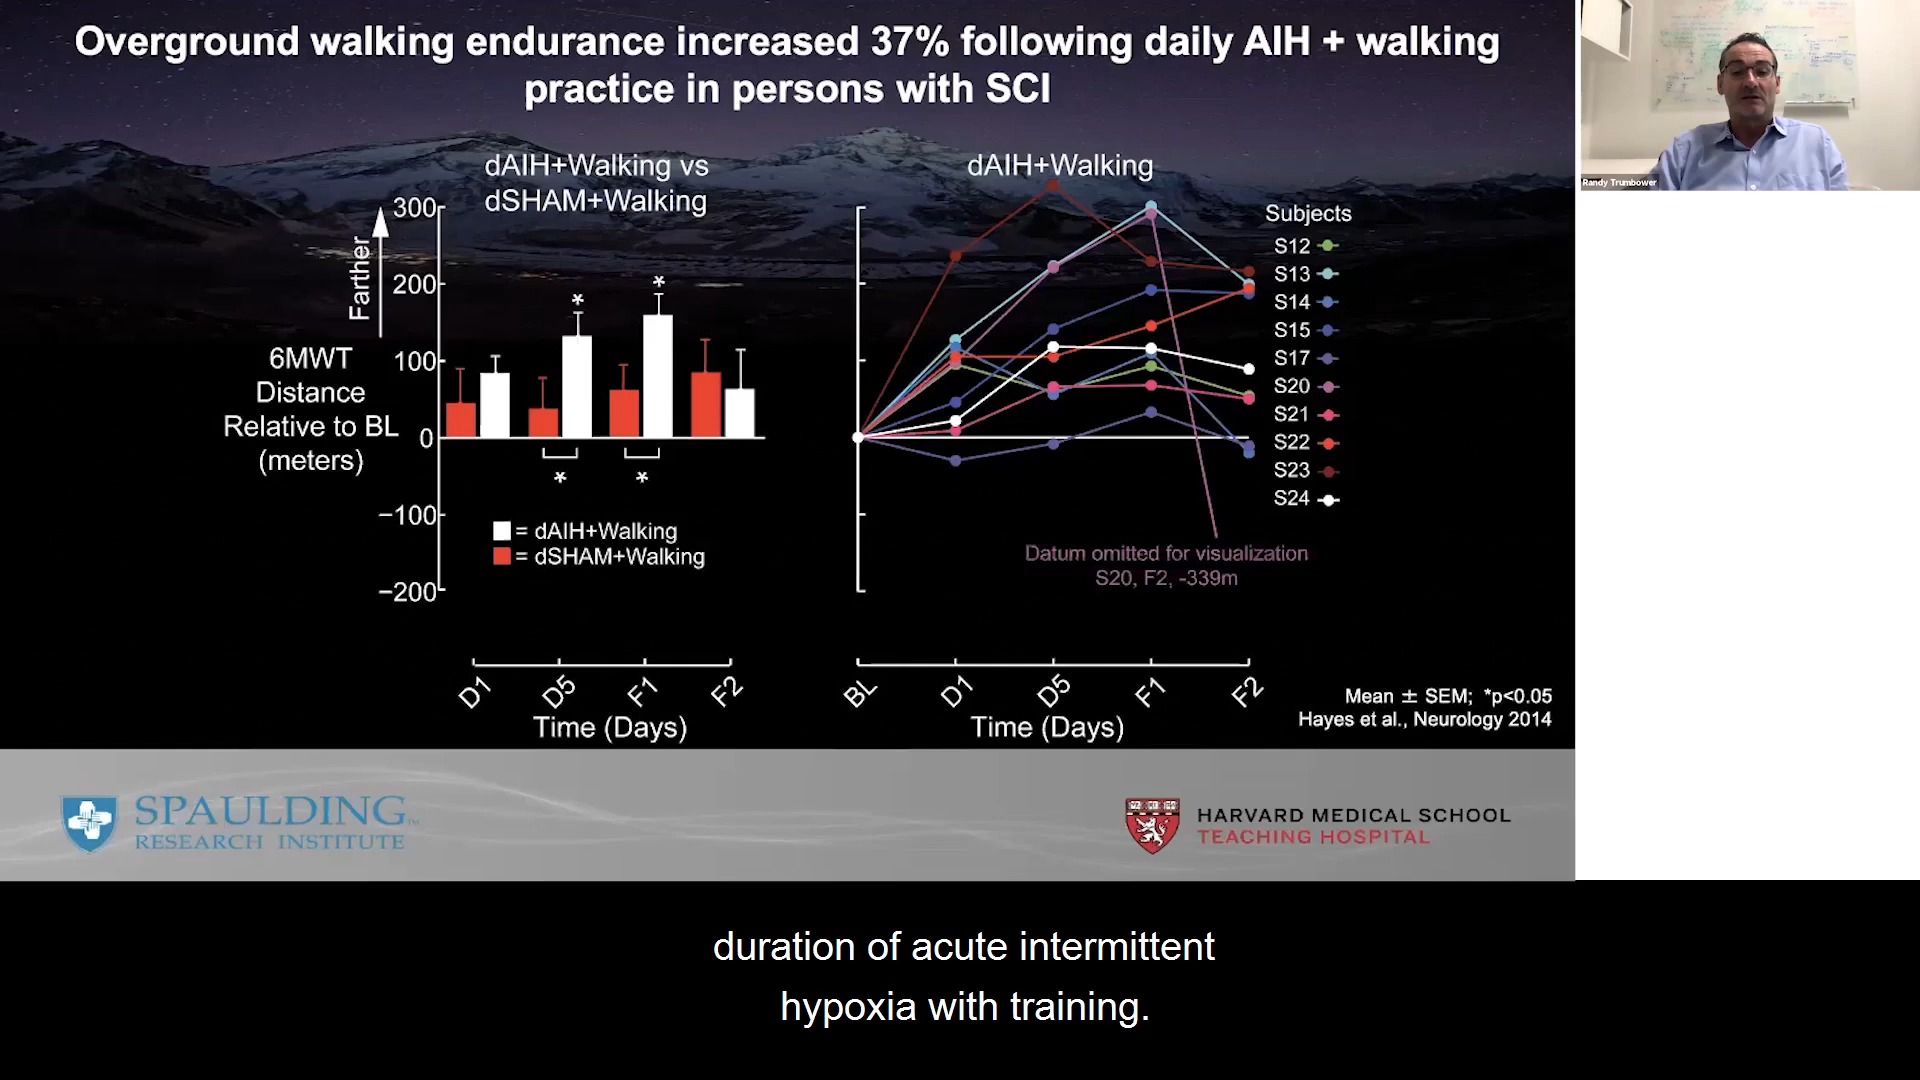 Overground walking endurance increased 37% following daily AIH + walking
practice in persons with SCI
Randy Trumbower
dAIH+Walking vs
dSHAM+Walking
Farther
6MWT
Distance
Relative to BL
(meters)
300
200
100
0
−100
−200
*
*
*
*
= dAIH+Walking
= dSHAM+Walking
D1
D5
F1
F2
Time (Days)
dAIH+Walking
Subjects
S12
S13
S14
S15
S17
S20
S21
S22
S23
S24
Datum omitted for visualization
S20, F2, -339m
BL
D1
D5
F1
F2
Time (Days)
Mean ± SEM; *p<0.05
Hayes et al., Neurology 2014
SPAULDING™
RESEARCH INSTITUTE
HARVARD MEDICAL SCHOOL
TEACHING HOSPITAL
duration of acute intermittent
hypoxia with training.